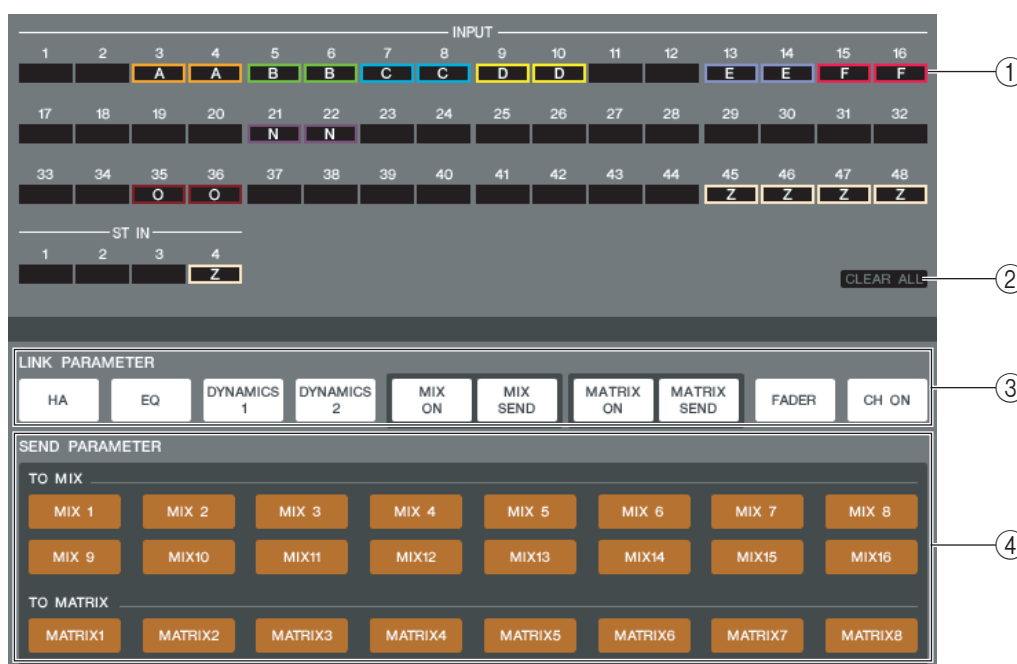 INPUT
1 2 3 4 5 6 7 8 9 10 11 12 13 14 15 16
A A B B C C D D E E F F
①
17 18 19 20 21 22 23 24 25 26 27 28 29 30 31 32
N N
33 34 35 36 37 38 39 40 41 42 43 44 45 46 47 48
O O Z Z Z Z
ST IN
1 2 3 4
Z
CLEAR ALL
②
LINK PARAMETER
HA EQ DYNAMICS 1 DYNAMICS 2 MIX ON MIX SEND MATRIX ON MATRIX SEND FADER CH ON
③
SEND PARAMETER
TO MIX
MIX 1 MIX 2 MIX 3 MIX 4 MIX 5 MIX 6 MIX 7 MIX 8
MIX 9 MIX10 MIX11 MIX12 MIX13 MIX14 MIX15 MIX16
④
TO MATRIX
MATRIX1 MATRIX2 MATRIX3 MATRIX4 MATRIX5 MATRIX6 MATRIX7 MATRIX8